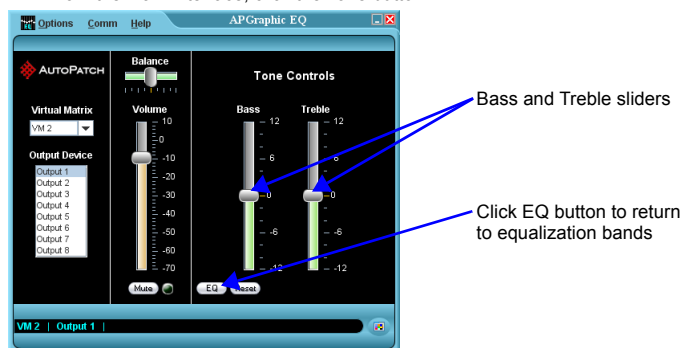 Options Comm Help APGraphic EQ
AUTOPATCH
Balance
Tone Controls
Virtual Matrix
VM 2
Volume
Bass Treble
10
0
-10
-20
-30
-40
-50
-60
-70
12
6
0
-6
-12
12
6
0
-6
-12
Output Device
Output 1
Output 2
Output 3
Output 4
Output 5
Output 6
Output 7
Output 8
Mute
EQ
Reset
VM 2 | Output 1 |
Bass and Treble sliders
Click EQ button to return
to equalization bands